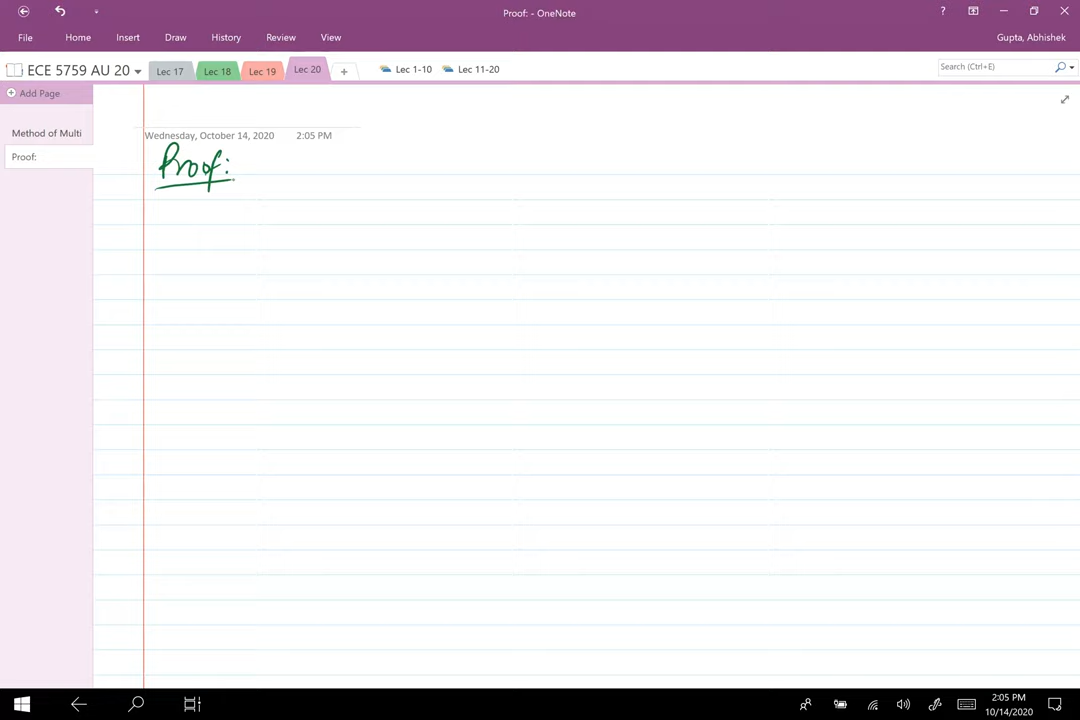 Proof: - OneNote
?
File
Home
Insert
Draw
History
Review
View
Gupta, Abhishek
ECE 5759 AU 20
Lec 17
Lec 18
Lec 19
Lec 20
+
Lec 1-10
Lec 11-20
Search (Ctrl+E)
Add Page
Method of Multi
Proof:
Wednesday, October 14, 2020
2:05 PM
Proof:
2:05 PM
10/14/2020